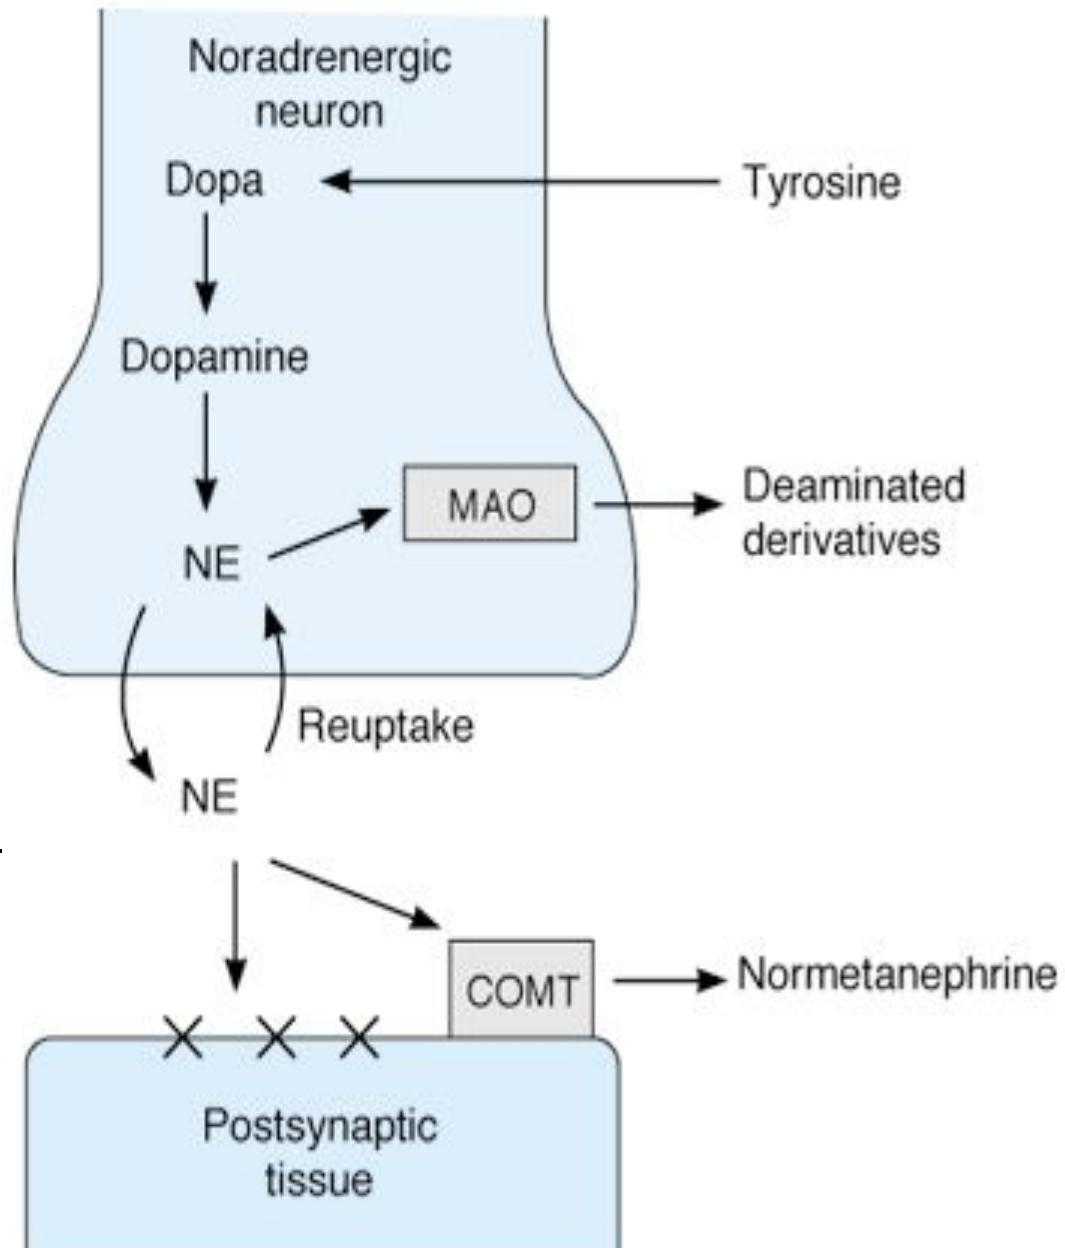 Noradrenergic
neuron
Dopa
Tyrosine
Dopamine
MAO
Deaminated
derivatives
NE
Reuptake
NE
COMT
Normetanephrine
Postsynaptic
tissue